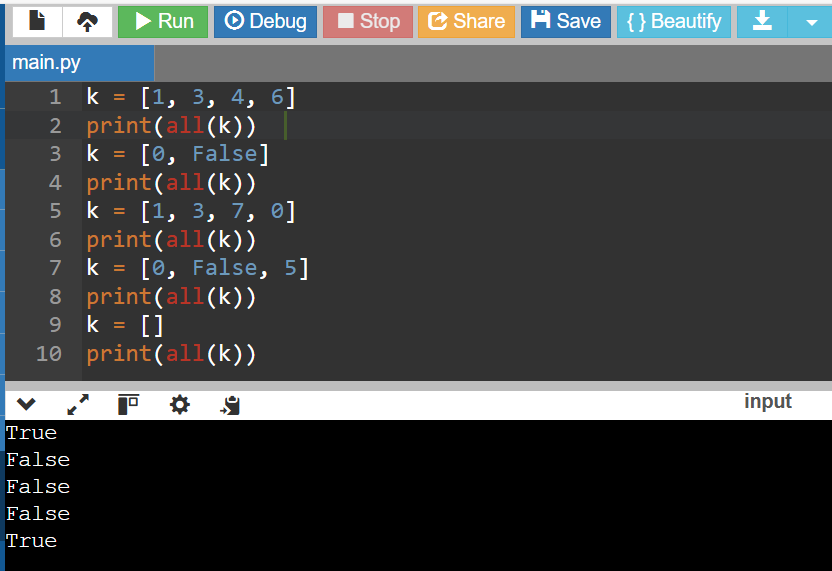 Run Debug Stop Share Save { } Beautify
main.py
1 k = [1, 3, 4, 6]
2 print(all(k))
3 k = [0, False]
4 print(all(k))
5 k = [1, 3, 7, 0]
6 print(all(k))
7 k = [0, False, 5]
8 print(all(k))
9 k = []
10 print(all(k))
input
True
False
False
False
True